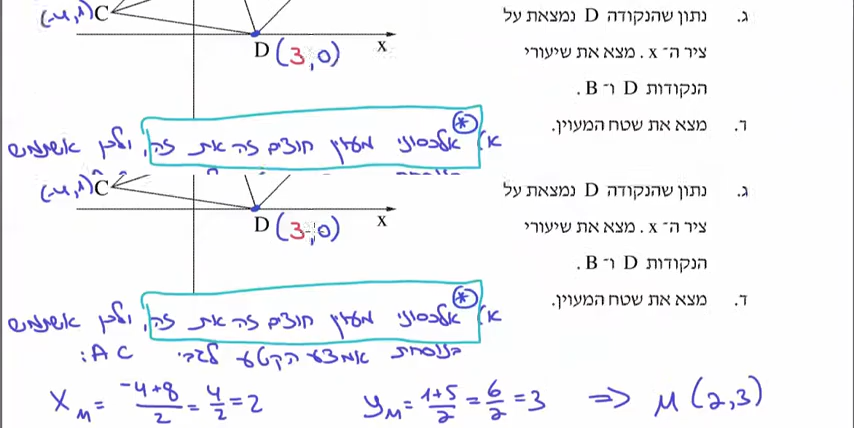 ג. נתון שהנקודה D נמצאת על
ציר ה־ x. מצא את שיעורי
הנקודות D ו־ B.
ד. מצא את שטח המעוין.
(-4,1) C
D (3,0) x
א) אלכסוני מעוין חוצים זה את זה, ולכן אשתמש
ג. נתון שהנקודה D נמצאת על
ציר ה־ x. מצא את שיעורי
הנקודות D ו־ B.
ד. מצא את שטח המעוין.
(-4,1) C
D (3,0) x
א) אלכסוני מעוין חוצים זה את זה, ולכן אשתמש
בנוסחת אמצע הקטע לגבי AC:
X_M = (-4+8)/2 = 4/2 = 2 y_M = (1+5)/2 = 6/2 = 3 => M(2,3)